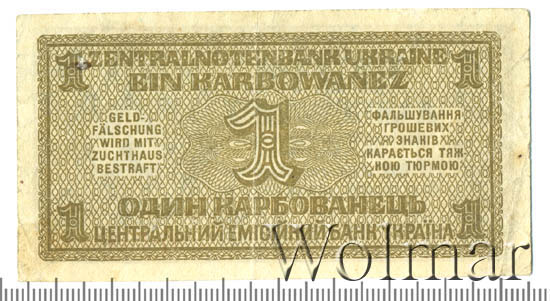 1 ZENTRALNOTENBANK UKRAINE 1
EIN KARBOWANEZ
GELD-
FÄLSCHUNG
WIRD MIT
ZUCHTHAUS
BESTRAFT
1
ФАЛЬШУВАННЯ
ГРОШЕВИХ
ЗНАКІВ
КАРАЄТЬСЯ ТЯЖ-
КОЮ ТЮРМОЮ
ОДИН КАРБОВАНЕЦЬ
1 ЦЕНТРАЛЬНИЙ ЕМІСІЙНИЙ БАНК УКРАЇНА 1
Wolmar